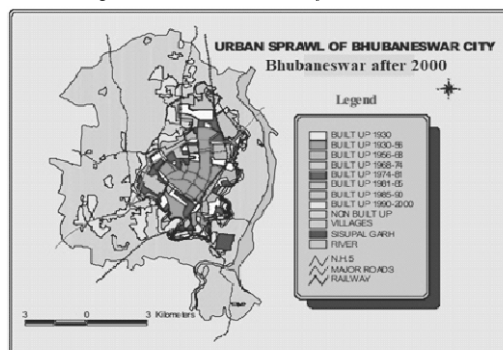 URBAN SPRAWL OF BHUBANESWAR CITY
Bhubaneswar after 2000
Legend
BUILT UP 1930
BUILT UP 1930-56
BUILT UP 1956-68
BUILT UP 1968-74
BUILT UP 1974-81
BUILT UP 1981-85
BUILT UP 1985-90
BUILT UP 1990-2000
NON BUILT UP
VILLAGES
SISUPAL GARH
RIVER
N.H.5
MAJOR ROADS
RAILWAY
3 0 3 Kilometers